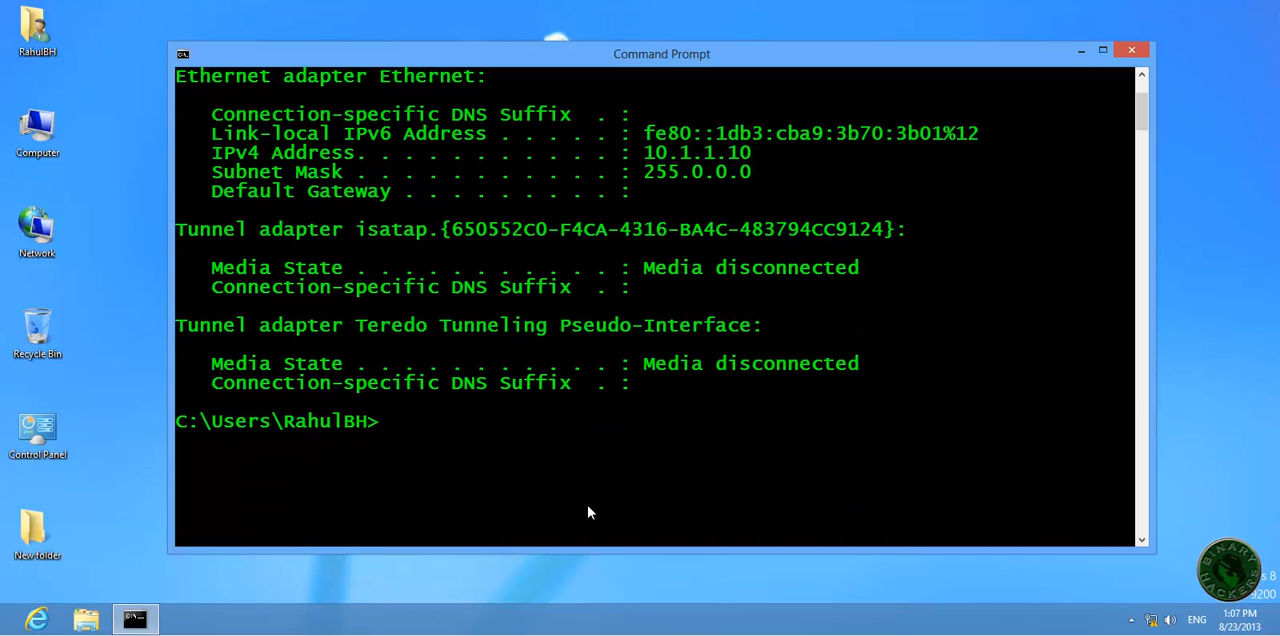 RahulBH
Computer
Network
Recycle Bin
Control Panel
New folder
Command Prompt
Ethernet adapter Ethernet:
Connection-specific DNS Suffix . :
Link-local IPv6 Address . . . . . : fe80::1db3:cba9:3b70:3b01%12
IPv4 Address. . . . . . . . . . . : 10.1.1.10
Subnet Mask . . . . . . . . . . . : 255.0.0.0
Default Gateway . . . . . . . . . :
Tunnel adapter isatap.{650552C0-F4CA-4316-BA4C-483794CC9124}:
Media State . . . . . . . . . . . : Media disconnected
Connection-specific DNS Suffix . :
Tunnel adapter Teredo Tunneling Pseudo-Interface:
Media State . . . . . . . . . . . : Media disconnected
Connection-specific DNS Suffix . :
C:\Users\RahulBH>
BINARY
HACKERS
s 8
9200
ENG
1:07 PM
8/23/2013